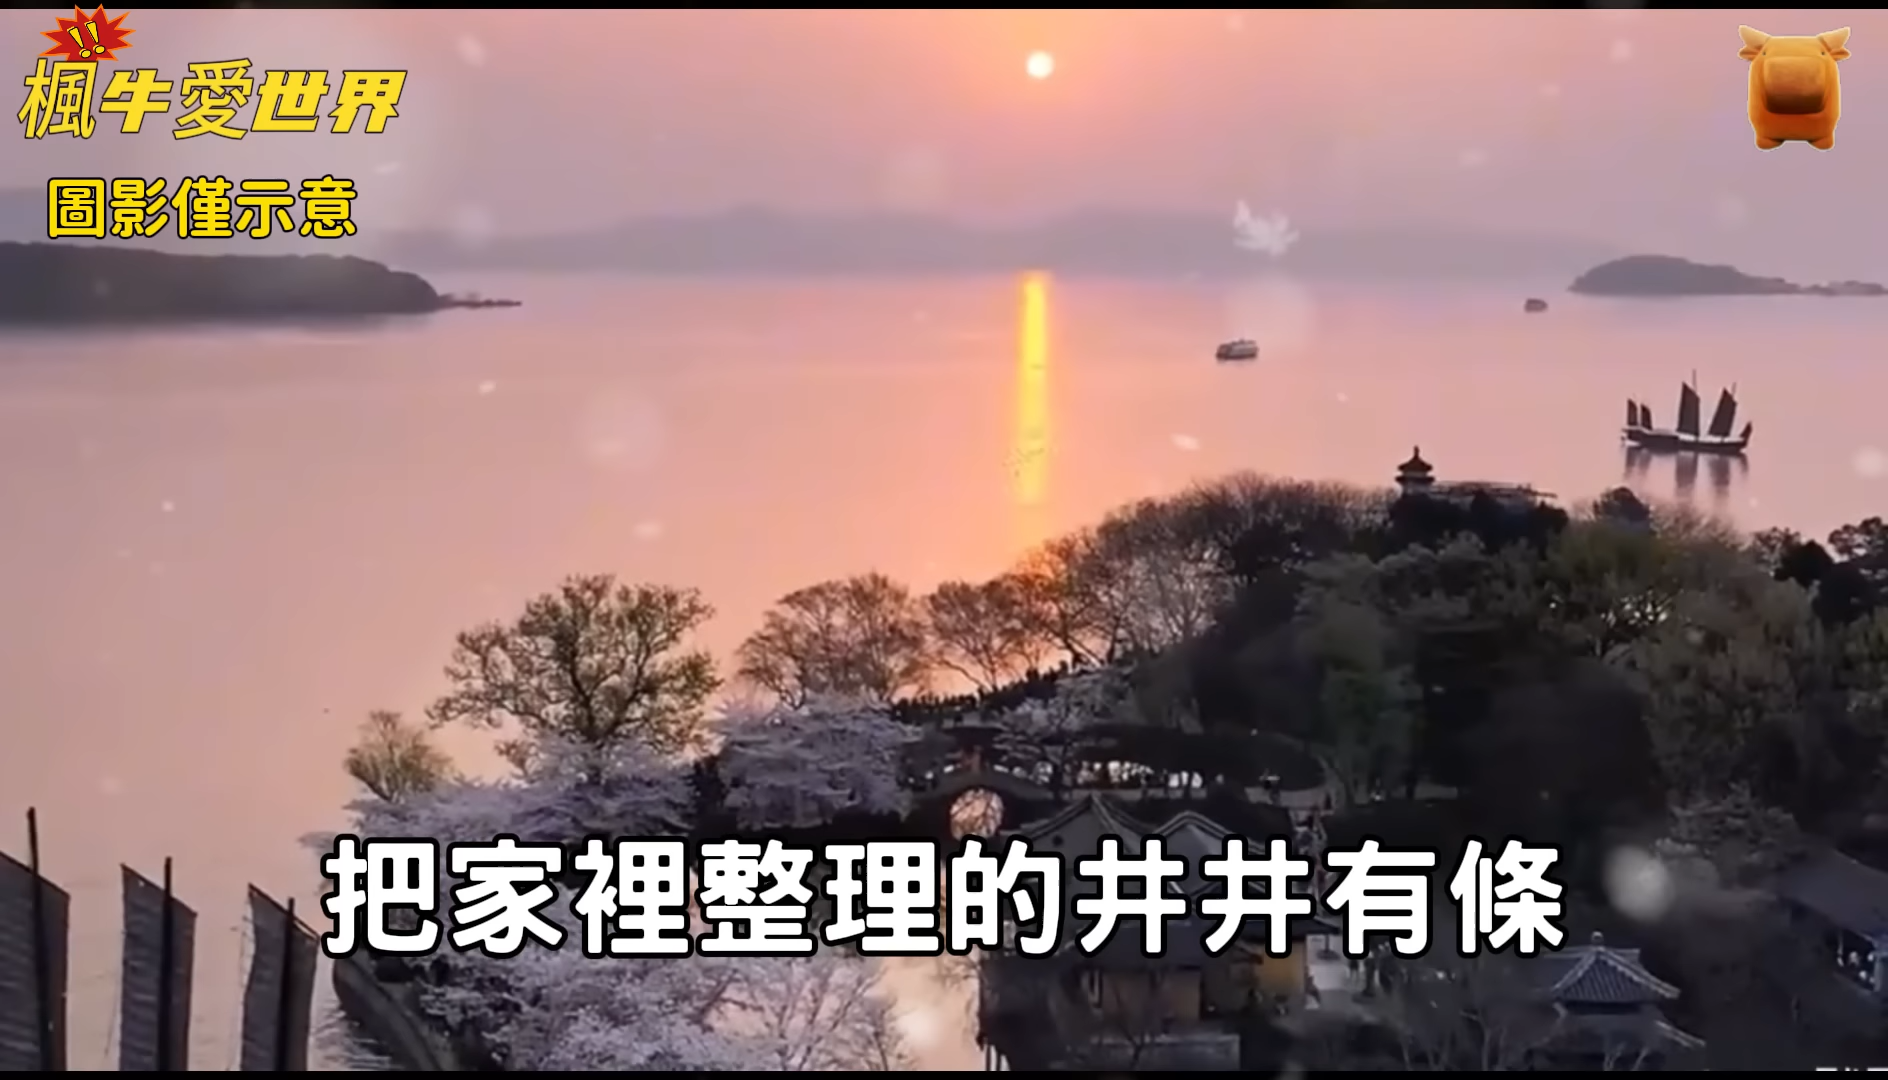 楓牛愛世界
圖影僅示意
把家裡整理的井井有條